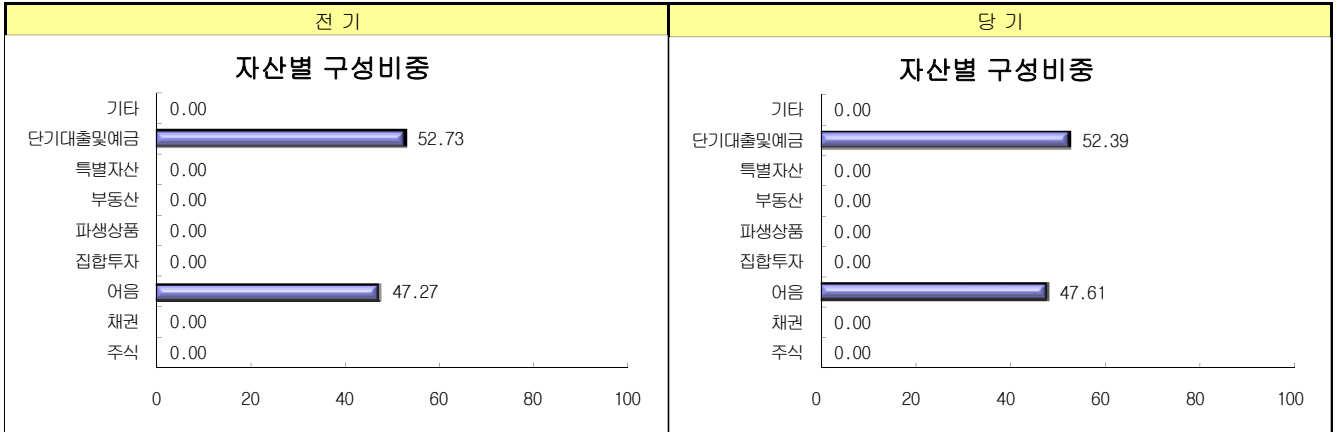 전 기
자산별 구성비중
기타 0.00
단기대출및예금 52.73
특별자산 0.00
부동산 0.00
파생상품 0.00
집합투자 0.00
어음 47.27
채권 0.00
주식 0.00
0 20 40 60 80 100
당 기
자산별 구성비중
기타 0.00
단기대출및예금 52.39
특별자산 0.00
부동산 0.00
파생상품 0.00
집합투자 0.00
어음 47.61
채권 0.00
주식 0.00
0 20 40 60 80 100